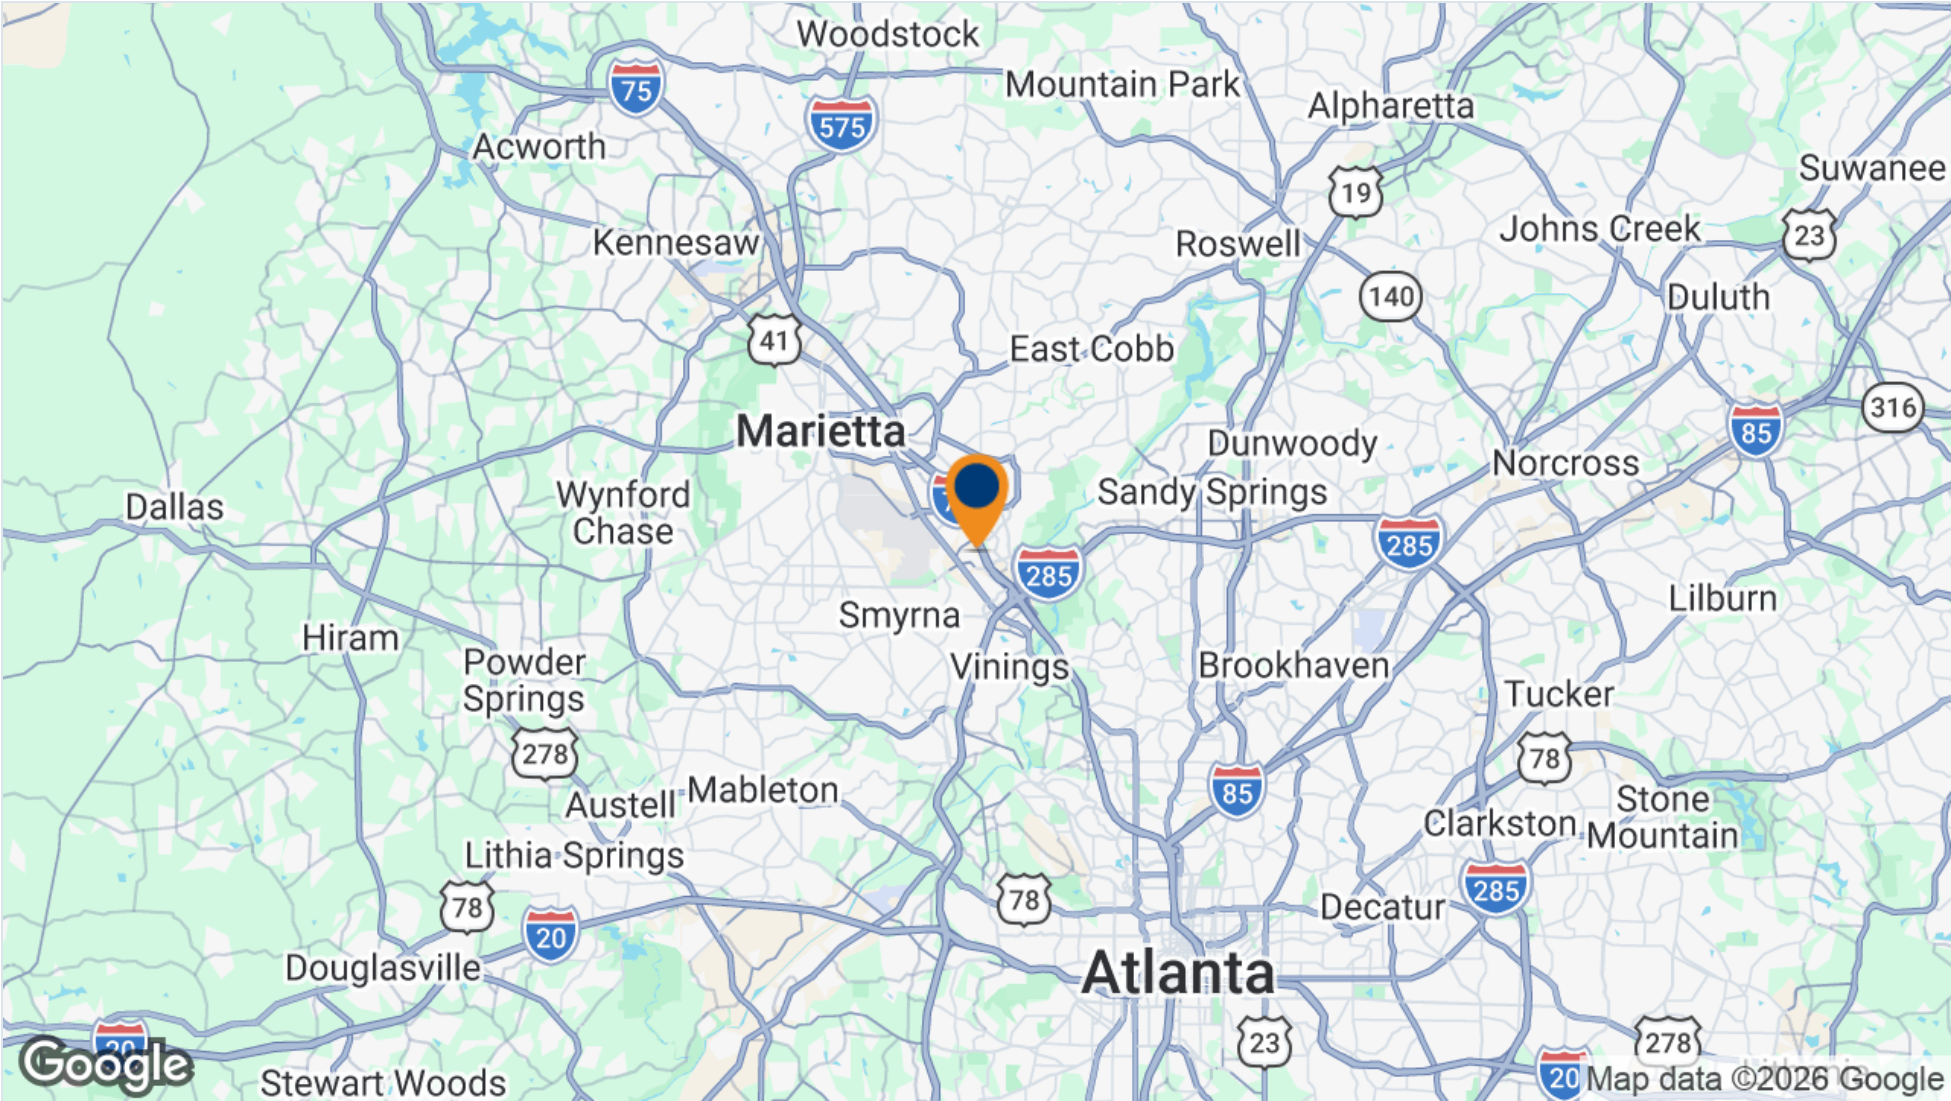 Woodstock
Mountain Park
75
Alpharetta
575
Acworth
Suwanee
19
Johns Creek
23
Kennesaw
Roswell
140
Duluth
41
East Cobb
316
85
Marietta
Dunwoody
Norcross
Sandy Springs
Wynford
Chase
Dallas
285
285
Lilburn
Smyrna
Hiram
Vinings
Brookhaven
Powder
Springs
Tucker
278
78
Mableton
85
Austell
Stone
Mountain
Clarkston
Lithia Springs
285
78
78
Decatur
20
Douglasville
Atlanta
23
278
20
Google
20
Stewart Woods
Map data ©2026 Google